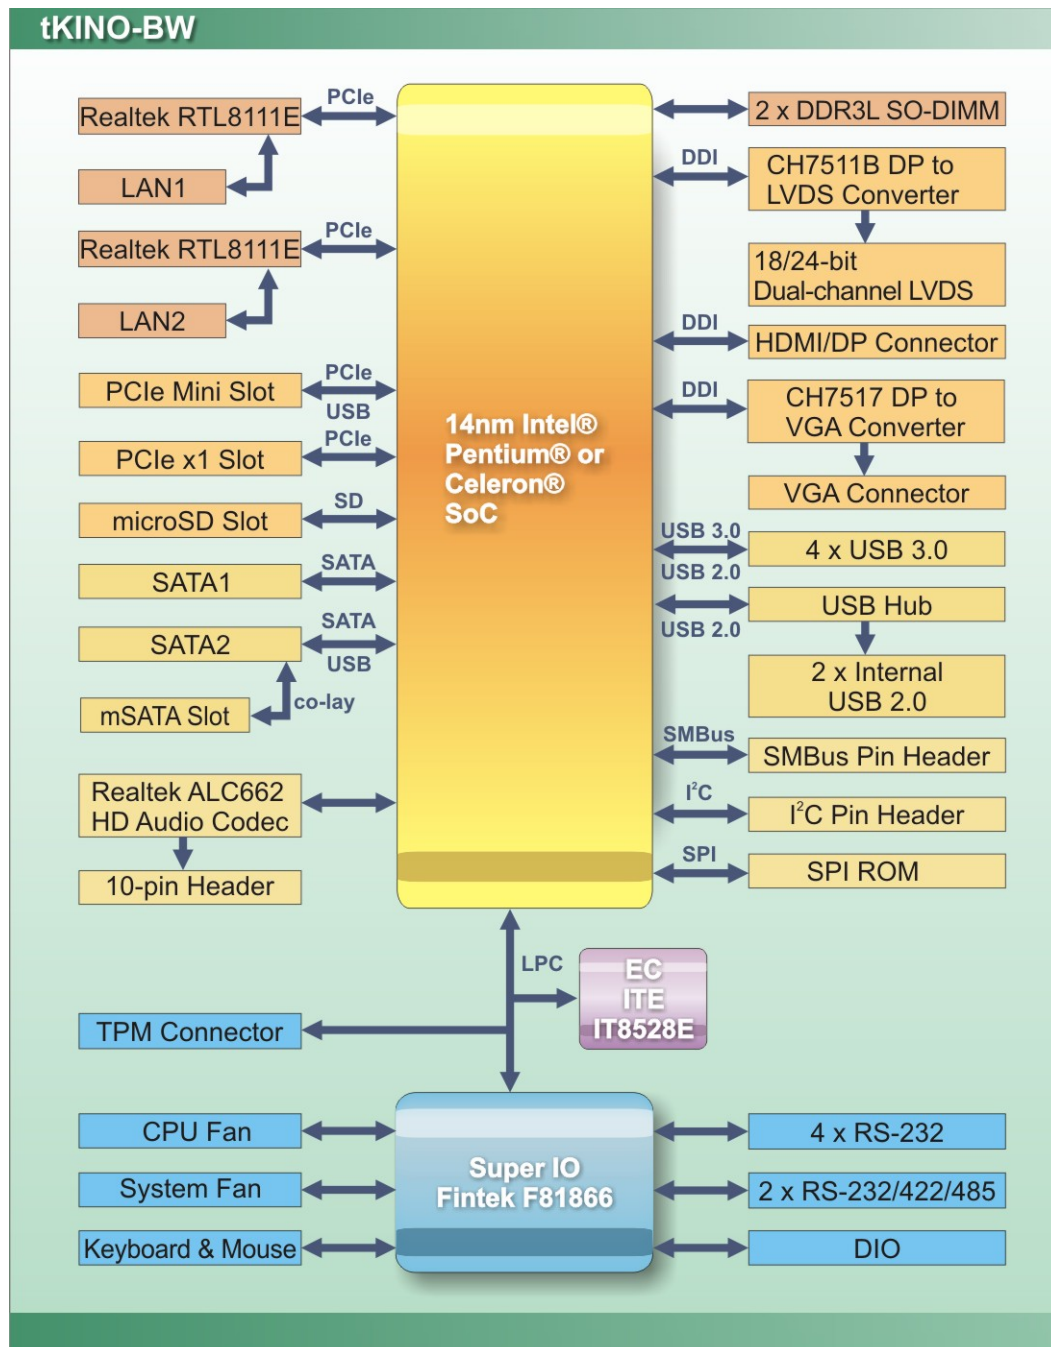 tKINO-BW
Realtek RTL8111E
PCIe
LAN1
Realtek RTL8111E
PCIe
LAN2
PCIe Mini Slot
PCIe
USB
PCIe x1 Slot
PCIe
microSD Slot
SD
SATA1
SATA
SATA2
SATA
USB
mSATA Slot
co-lay
Realtek ALC662
HD Audio Codec
10-pin Header
14nm Intel®
Pentium® or
Celeron®
SoC
2 x DDR3L SO-DIMM
DDI
CH7511B DP to
LVDS Converter
18/24-bit
Dual-channel LVDS
DDI
HDMI/DP Connector
DDI
CH7517 DP to
VGA Converter
VGA Connector
USB 3.0
4 x USB 3.0
USB 2.0
USB Hub
USB 2.0
2 x Internal
USB 2.0
SMBus
SMBus Pin Header
I²C
I²C Pin Header
SPI
SPI ROM
LPC
EC
ITE
IT8528E
TPM Connector
CPU Fan
System Fan
Keyboard & Mouse
Super IO
Fintek F81866
4 x RS-232
2 x RS-232/422/485
DIO